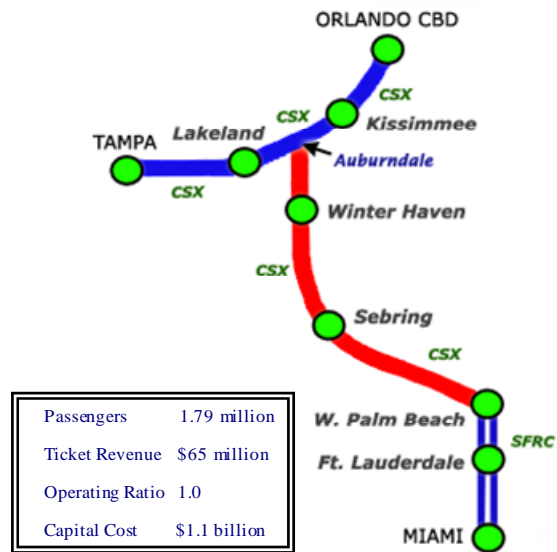 ORLANDO CBD
CSX
CSX
Kissimmee
Lakeland
TAMPA
Auburndale
CSX
Winter Haven
CSX
Sebring
CSX
W. Palm Beach
SFRC
Ft. Lauderdale
MIAMI
Passengers 1.79 million
Ticket Revenue $65 million
Operating Ratio 1.0
Capital Cost $1.1 billion